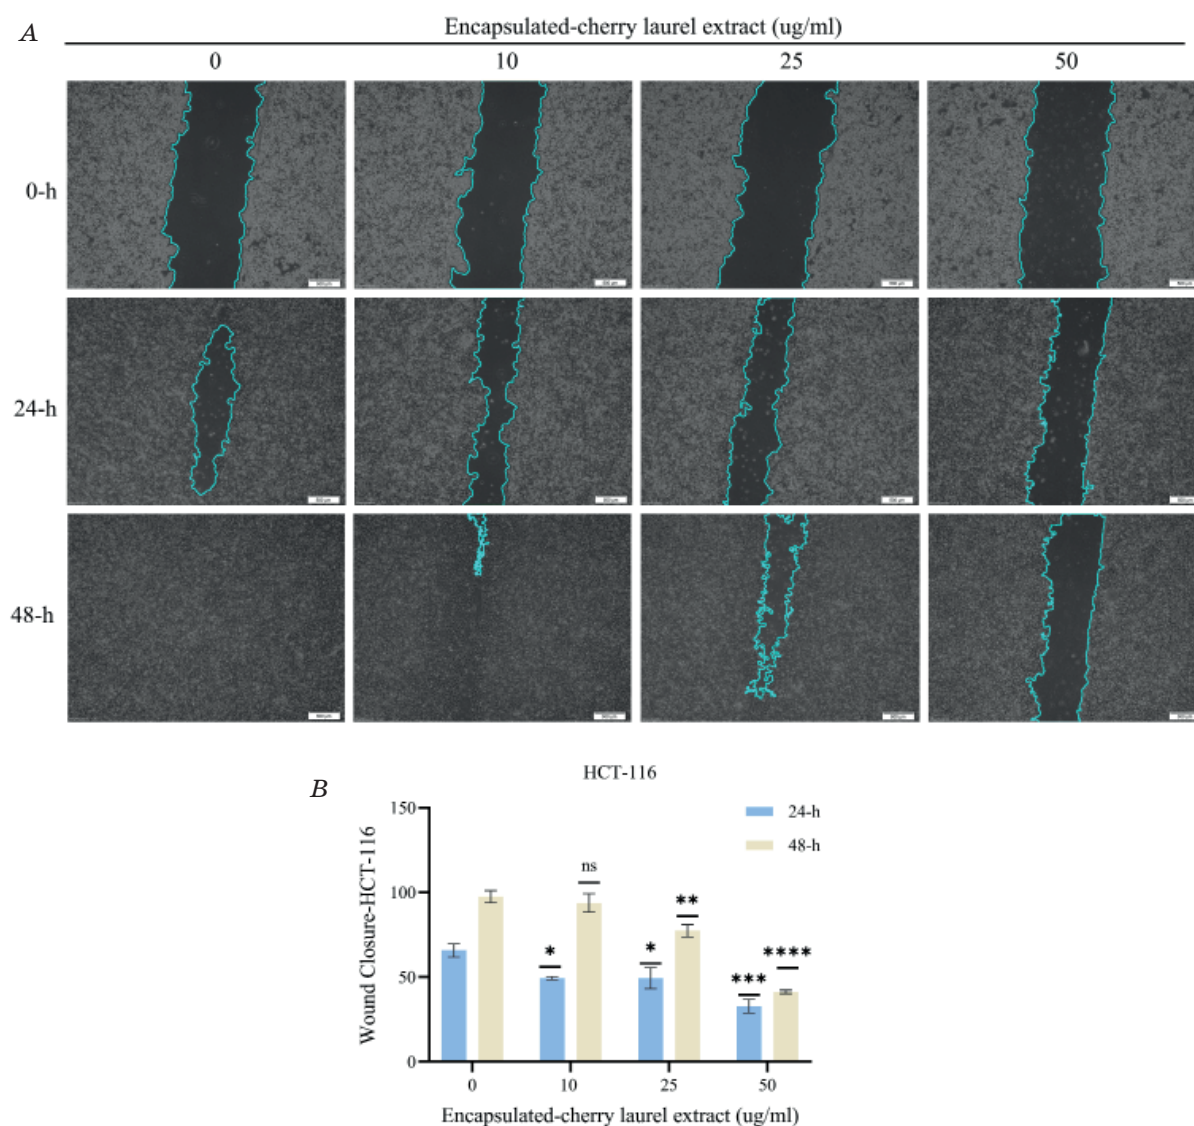 A
Encapsulated-cherry laurel extract (ug/ml)
0 10 25 50
0-h
24-h
48-h
B
HCT-116
24-h
48-h
Wound Closure-HCT-116
150
100
50
0
* ns
* **
*** ****
0 10 25 50
Encapsulated-cherry laurel extract (ug/ml)